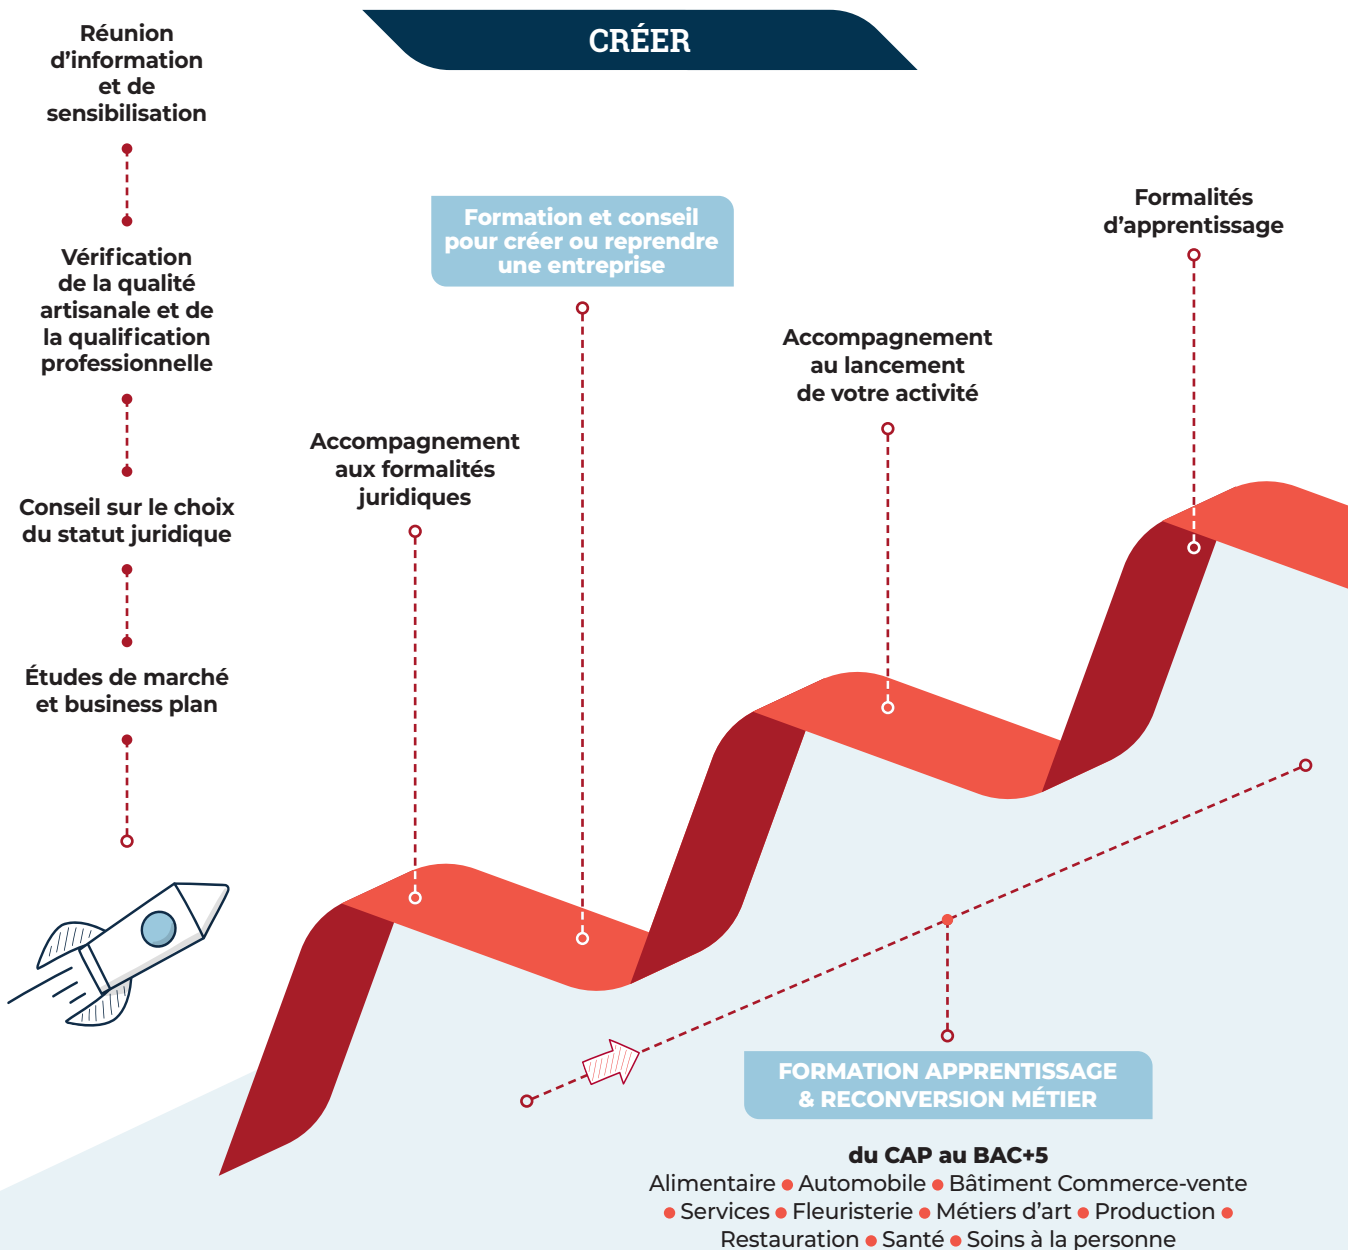 CRÉER
Réunion
d’information
et de
sensibilisation
Vérification
de la qualité
artisanale et de
la qualification
professionnelle
Conseil sur le choix
du statut juridique
Études de marché
et business plan
Accompagnement
aux formalités
juridiques
Formation et conseil
pour créer ou reprendre
une entreprise
Accompagnement
au lancement
de votre activité
Formalités
d’apprentissage
FORMATION APPRENTISSAGE
& RECONVERSION MÉTIER
du CAP au BAC+5
Alimentaire • Automobile • Bâtiment Commerce-vente
• Services • Fleuristerie • Métiers d’art • Production •
Restauration • Santé • Soins à la personne